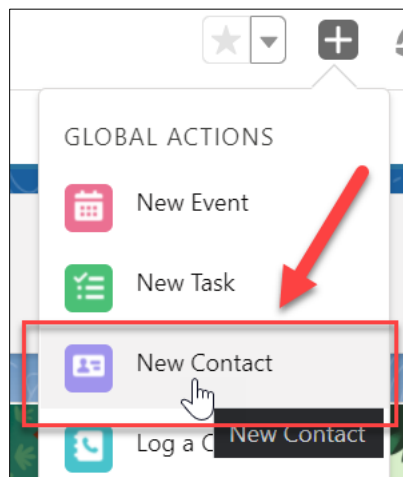 GLOBAL ACTIONS
New Event
New Task
New Contact
Log a C
New Contact